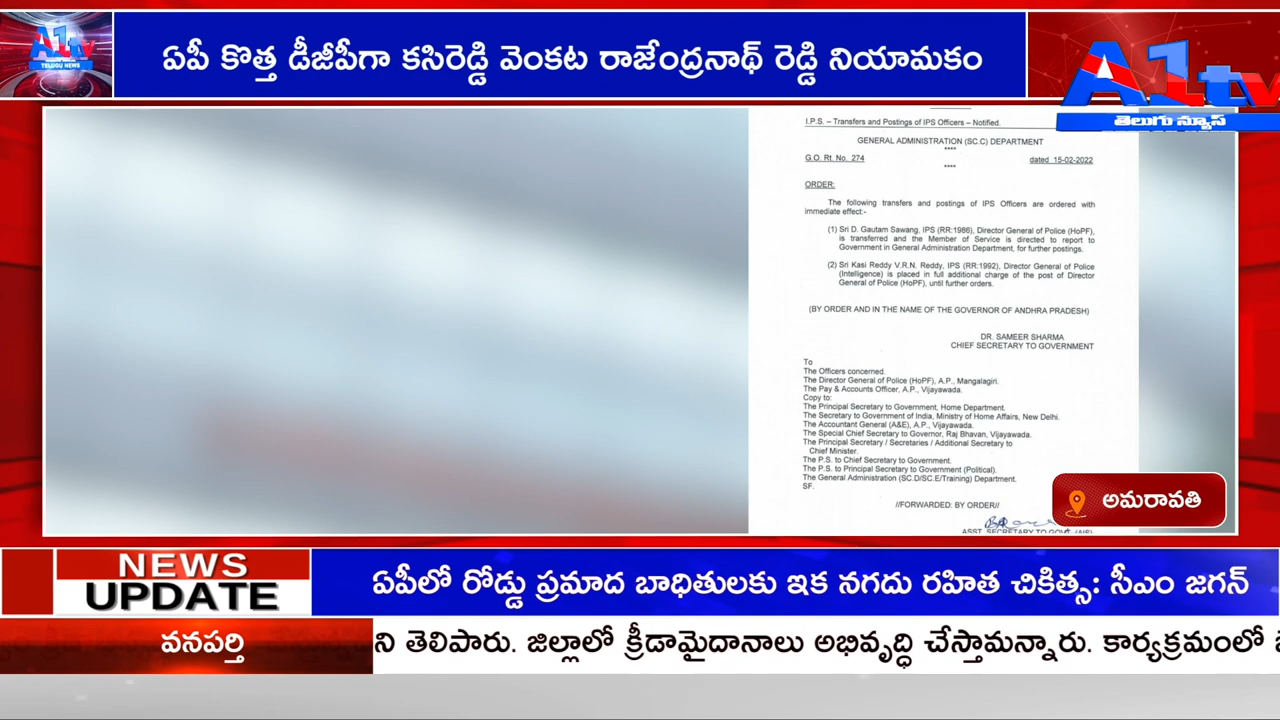 A1tv
TELUGU NEWS
ఏపీ కొత్త డీజీపీగా కసిరెడ్డి వెంకట రాజేంద్రనాథ్ రెడ్డి నియామకం
A1tv
తెలుగు న్యూస్
I.P.S. – Transfers and Postings of IPS Officers – Notified.
GENERAL ADMINISTRATION (SC.C) DEPARTMENT
****
G.O. Rt. No. 274 dated 15-02-2022
****
ORDER:
The following transfers and postings of IPS Officers are ordered with
immediate effect:-
(1) Sri D. Gautam Sawang, IPS (RR:1986), Director General of Police (HoPF),
is transferred and the Member of Service is directed to report to
Government in General Administration Department, for further postings.
(2) Sri Kasi Reddy V.R.N. Reddy, IPS (RR:1992), Director General of Police
(Intelligence) is placed in full additional charge of the post of Director
General of Police (HoPF), until further orders.
(BY ORDER AND IN THE NAME OF THE GOVERNOR OF ANDHRA PRADESH)
DR. SAMEER SHARMA
CHIEF SECRETARY TO GOVERNMENT
To
The Officers concerned.
The Director General of Police (HoPF), A.P., Mangalagiri.
The Pay & Accounts Officer, A.P., Vijayawada.
Copy to:
The Principal Secretary to Government, Home Department.
The Secretary to Government of India, Ministry of Home Affairs, New Delhi.
The Accountant General (A&E), A.P., Vijayawada.
The Special Chief Secretary to Governor, Raj Bhavan, Vijayawada.
The Principal Secretary / Secretaries / Additional Secretary to
Chief Minister.
The P.S. to Chief Secretary to Government.
The P.S. to Principal Secretary to Government (Political).
The General Administration (SC.D/SC.E/Training) Department.
SF.
//FORWARDED: BY ORDER//
ASST. SECRETARY TO GOVT. (AIS)
అమరావతి
NEWS
UPDATE
ఏపీలో రోడ్డు ప్రమాద బాధితులకు ఇక నగదు రహిత చికిత్స: సీఎం జగన్
వనపర్తి
ని తెలిపారు. జిల్లాలో క్రీడామైదానాలు అభివృద్ధి చేస్తామన్నారు. కార్యక్రమంలో